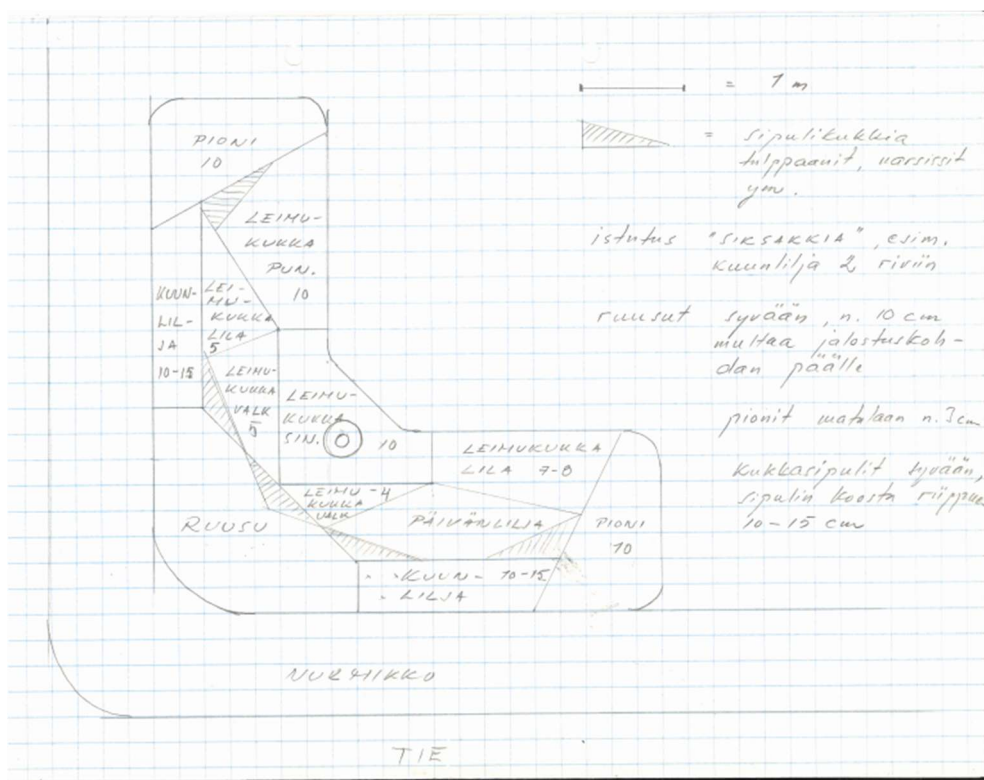 = 1 m
= sipulikukkia
tulppaanit, narsissit
ym.
istutus "SIKSAKKIA", esim.
kuunlilja 2 riviin
ruusut syvään, n. 10 cm
multaa jalostuskoh-
dan päälle
pionit matalaan n. 3 cm
kukkasipulit syvään,
sipulin koosta riippuen
10-15 cm
PIONI
10
LEIMU-
KUKKA
PUN.
10
KUUN-
LIL-
JA
10-15
LEI-
MU-
KUKKA
LILA
5
LEIMU-
KUKKA
VALK
5
LEIMU-
KUKKA
SIN.
10
LEIMUKUKKA
LILA 7-8
LEIMU-4
KUKKA
VALK
RUUSU
PÄIVÄNLILJA
PIONI
10
KUUN- 10-15
LILJA
NURMIKKO
TIE